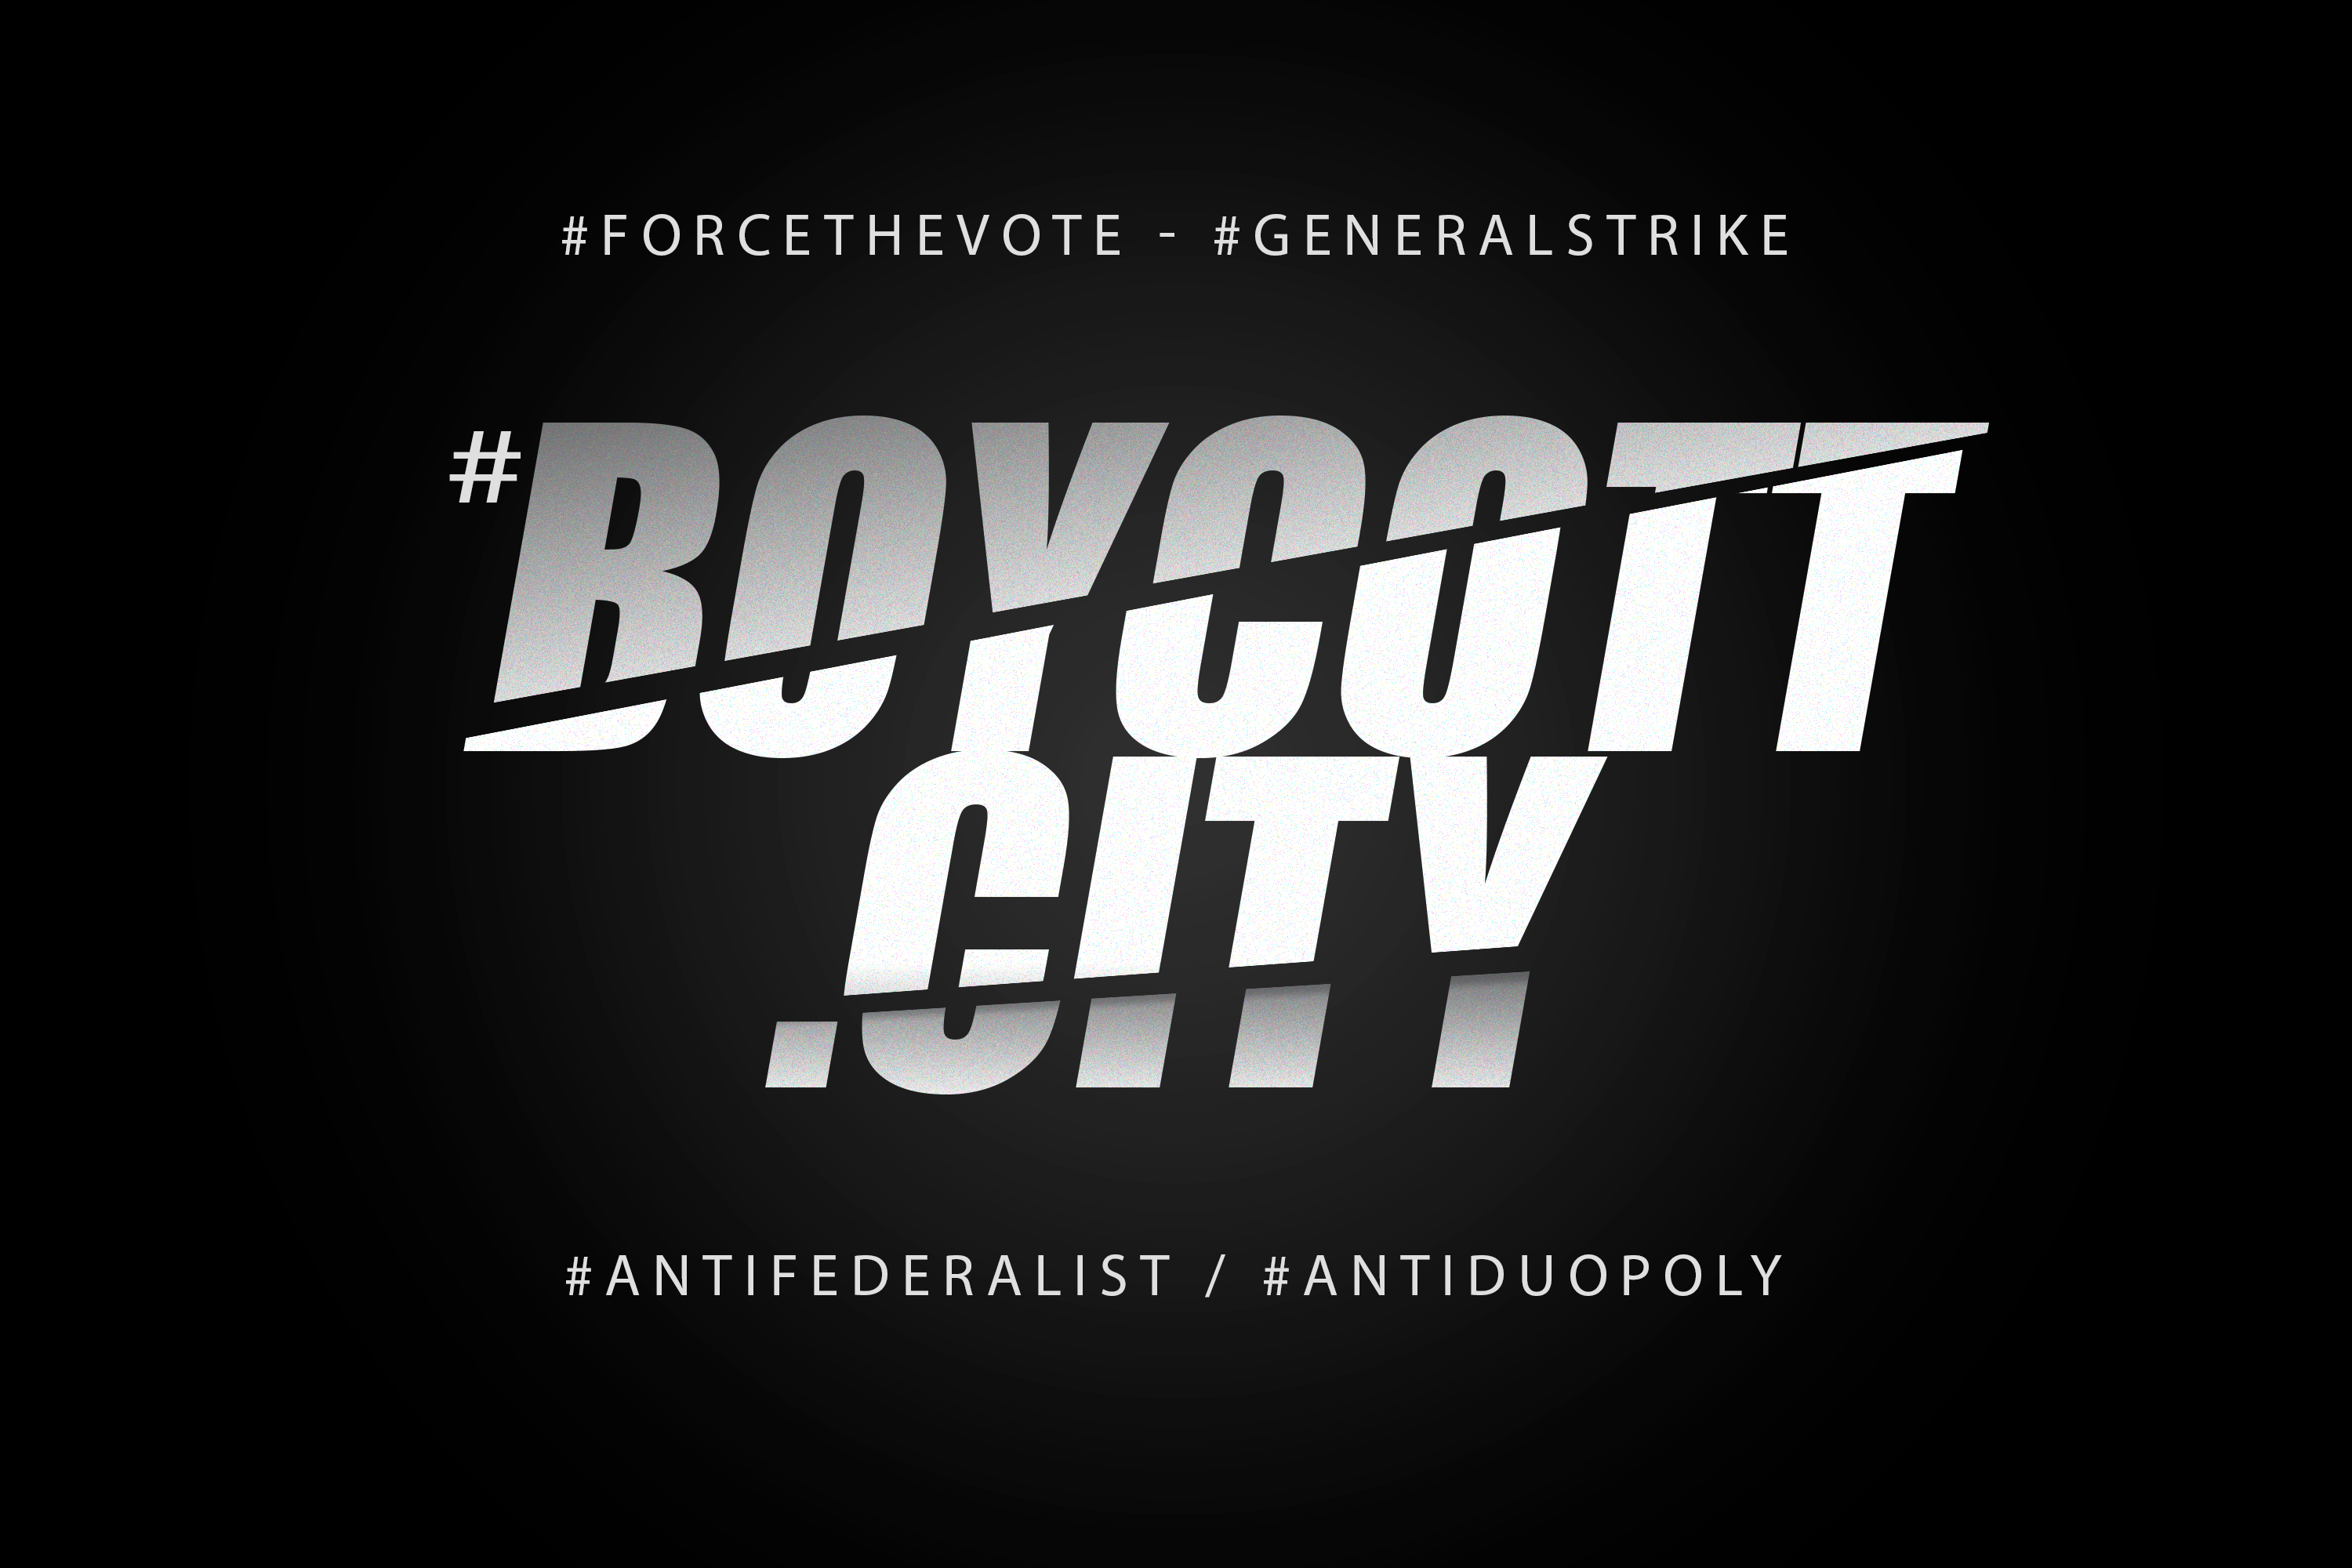 #FORCETHEVOTE - #GENERALSTRIKE
#BOYCOTT
.CITY
#ANTIFEDERALIST / #ANTIDUOPOLY